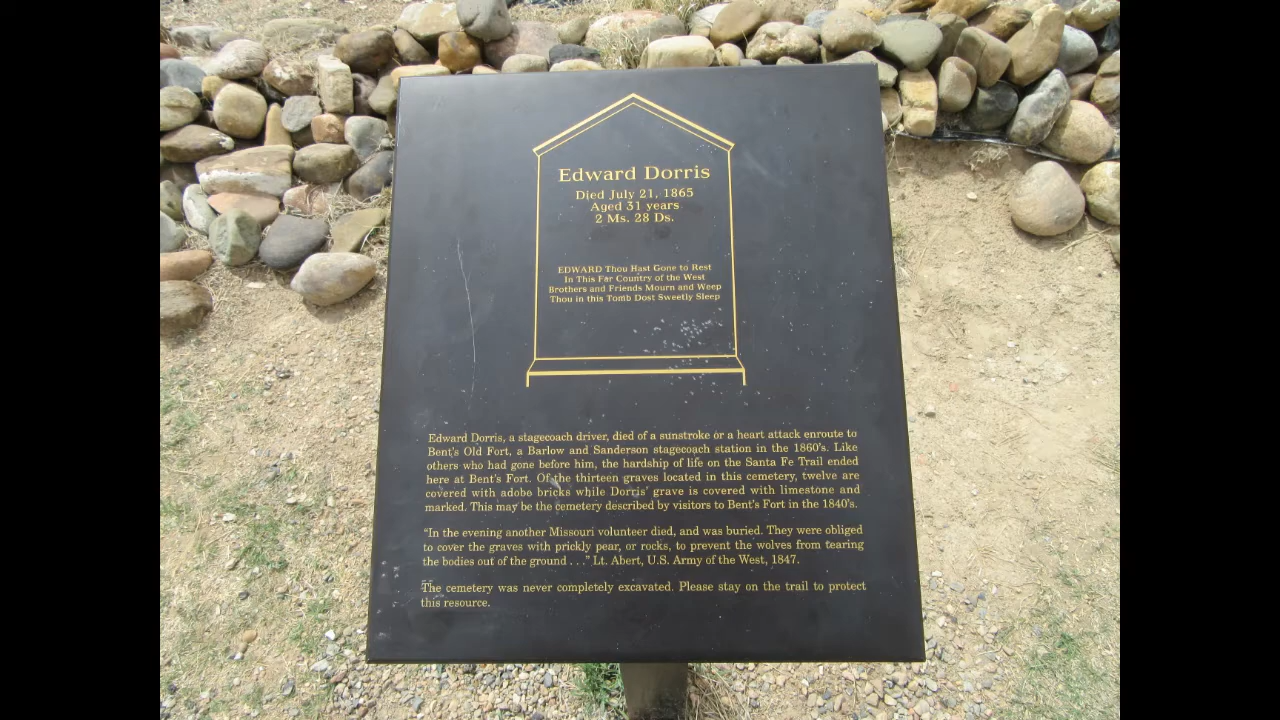 Edward Dorris
Died July 21, 1865
Aged 31 years
2 Ms. 28 Ds.
EDWARD Thou Hast Gone to Rest
In This Far Country of the West
Brothers and Friends Mourn and Weep
Thou in this Tomb Dost Sweetly Sleep
Edward Dorris, a stagecoach driver, died of a sunstroke or a heart attack enroute to
Bent's Old Fort, a Barlow and Sanderson stagecoach station in the 1860's. Like
others who had gone before him, the hardship of life on the Santa Fe Trail ended
here at Bent's Fort. Of the thirteen graves located in this cemetery, twelve are
covered with adobe bricks while Dorris' grave is covered with limestone and
marked. This may be the cemetery described by visitors to Bent's Fort in the 1840's.
“In the evening another Missouri volunteer died, and was buried. They were obliged
to cover the graves with prickly pear, or rocks, to prevent the wolves from tearing
the bodies out of the ground . . .” Lt. Abert, U.S. Army of the West, 1847.
The cemetery was never completely excavated. Please stay on the trail to protect
this resource.